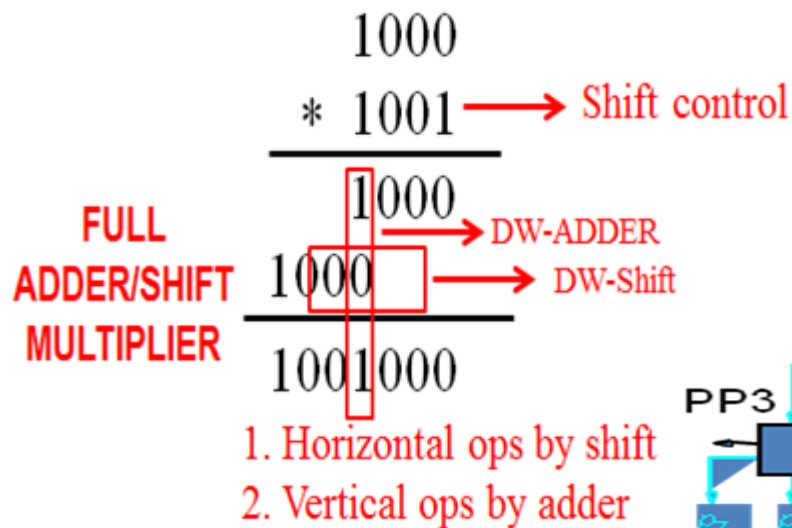 1000
* 1001
Shift control
1000
DW-ADDER
FULL
ADDER/SHIFT
MULTIPLIER
1000
DW-Shift
1001000
PP3
1. Horizontal ops by shift
2. Vertical ops by adder